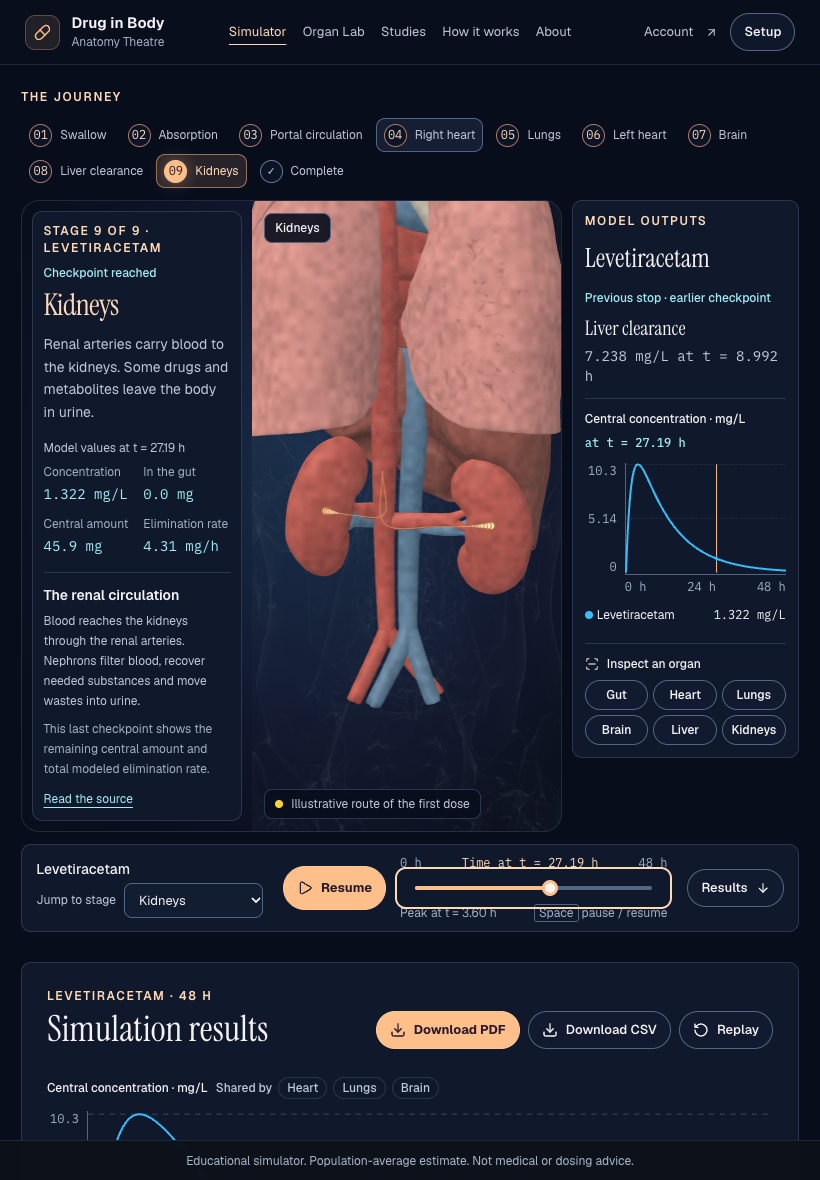 Drug in Body
Anatomy Theatre
Simulator
Organ Lab
Studies
How it works
About
Account
Setup
THE JOURNEY
01 Swallow
02 Absorption
03 Portal circulation
04 Right heart
05 Lungs
06 Left heart
07 Brain
08 Liver clearance
09 Kidneys
✓ Complete
STAGE 9 OF 9 ·
LEVETIRACETAM
Checkpoint reached
Kidneys
Renal arteries carry blood to
the kidneys. Some drugs and
metabolites leave the body
in urine.
Model values at t = 27.19 h
Concentration
In the gut
1.322 mg/L
0.0 mg
Central amount
Elimination rate
45.9 mg
4.31 mg/h
The renal circulation
Blood reaches the kidneys
through the renal arteries.
Nephrons filter blood, recover
needed substances and move
wastes into urine.
This last checkpoint shows the
remaining central amount and
total modeled elimination rate.
Read the source
Kidneys
Illustrative route of the first dose
MODEL OUTPUTS
Levetiracetam
Previous stop · earlier checkpoint
Liver clearance
7.238 mg/L at t = 8.992
h
Central concentration · mg/L
at t = 27.19 h
10.3
5.14
0
0 h
24 h
48 h
Levetiracetam
1.322 mg/L
Inspect an organ
Gut
Heart
Lungs
Brain
Liver
Kidneys
Levetiracetam
Jump to stage
Kidneys
Resume
0 h
Time at t = 27.19 h
48 h
Peak at t = 3.60 h
Space pause / resume
Results
LEVETIRACETAM · 48 H
Simulation results
Download PDF
Download CSV
Replay
Central concentration · mg/L
Shared by
Heart
Lungs
Brain
10.3
Educational simulator. Population-average estimate. Not medical or dosing advice.